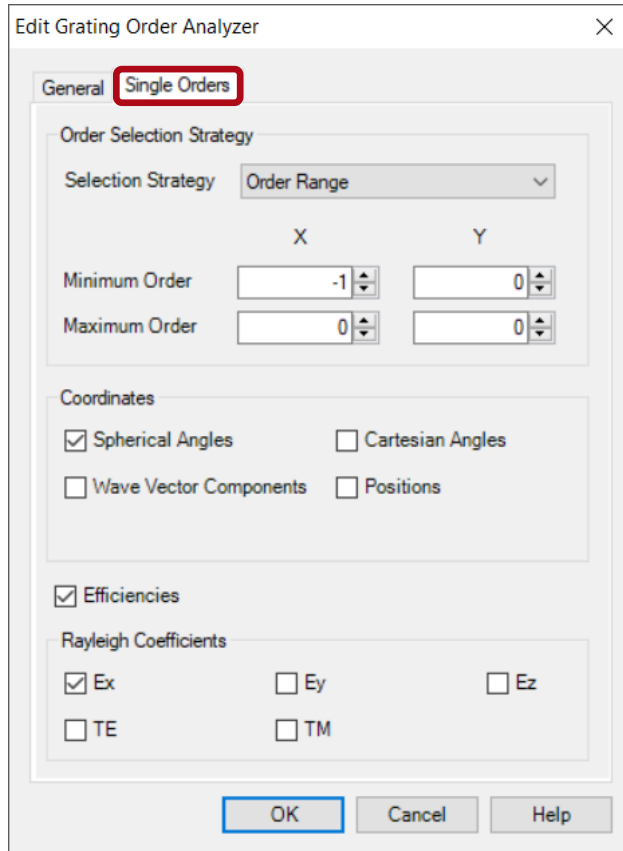 Edit Grating Order Analyzer
General Single Orders
Order Selection Strategy
Selection Strategy Order Range
X Y
Minimum Order -1 0
Maximum Order 0 0
Coordinates
Spherical Angles Cartesian Angles
Wave Vector Components Positions
Efficiencies
Rayleigh Coefficients
Ex Ey Ez
TE TM
OK Cancel Help